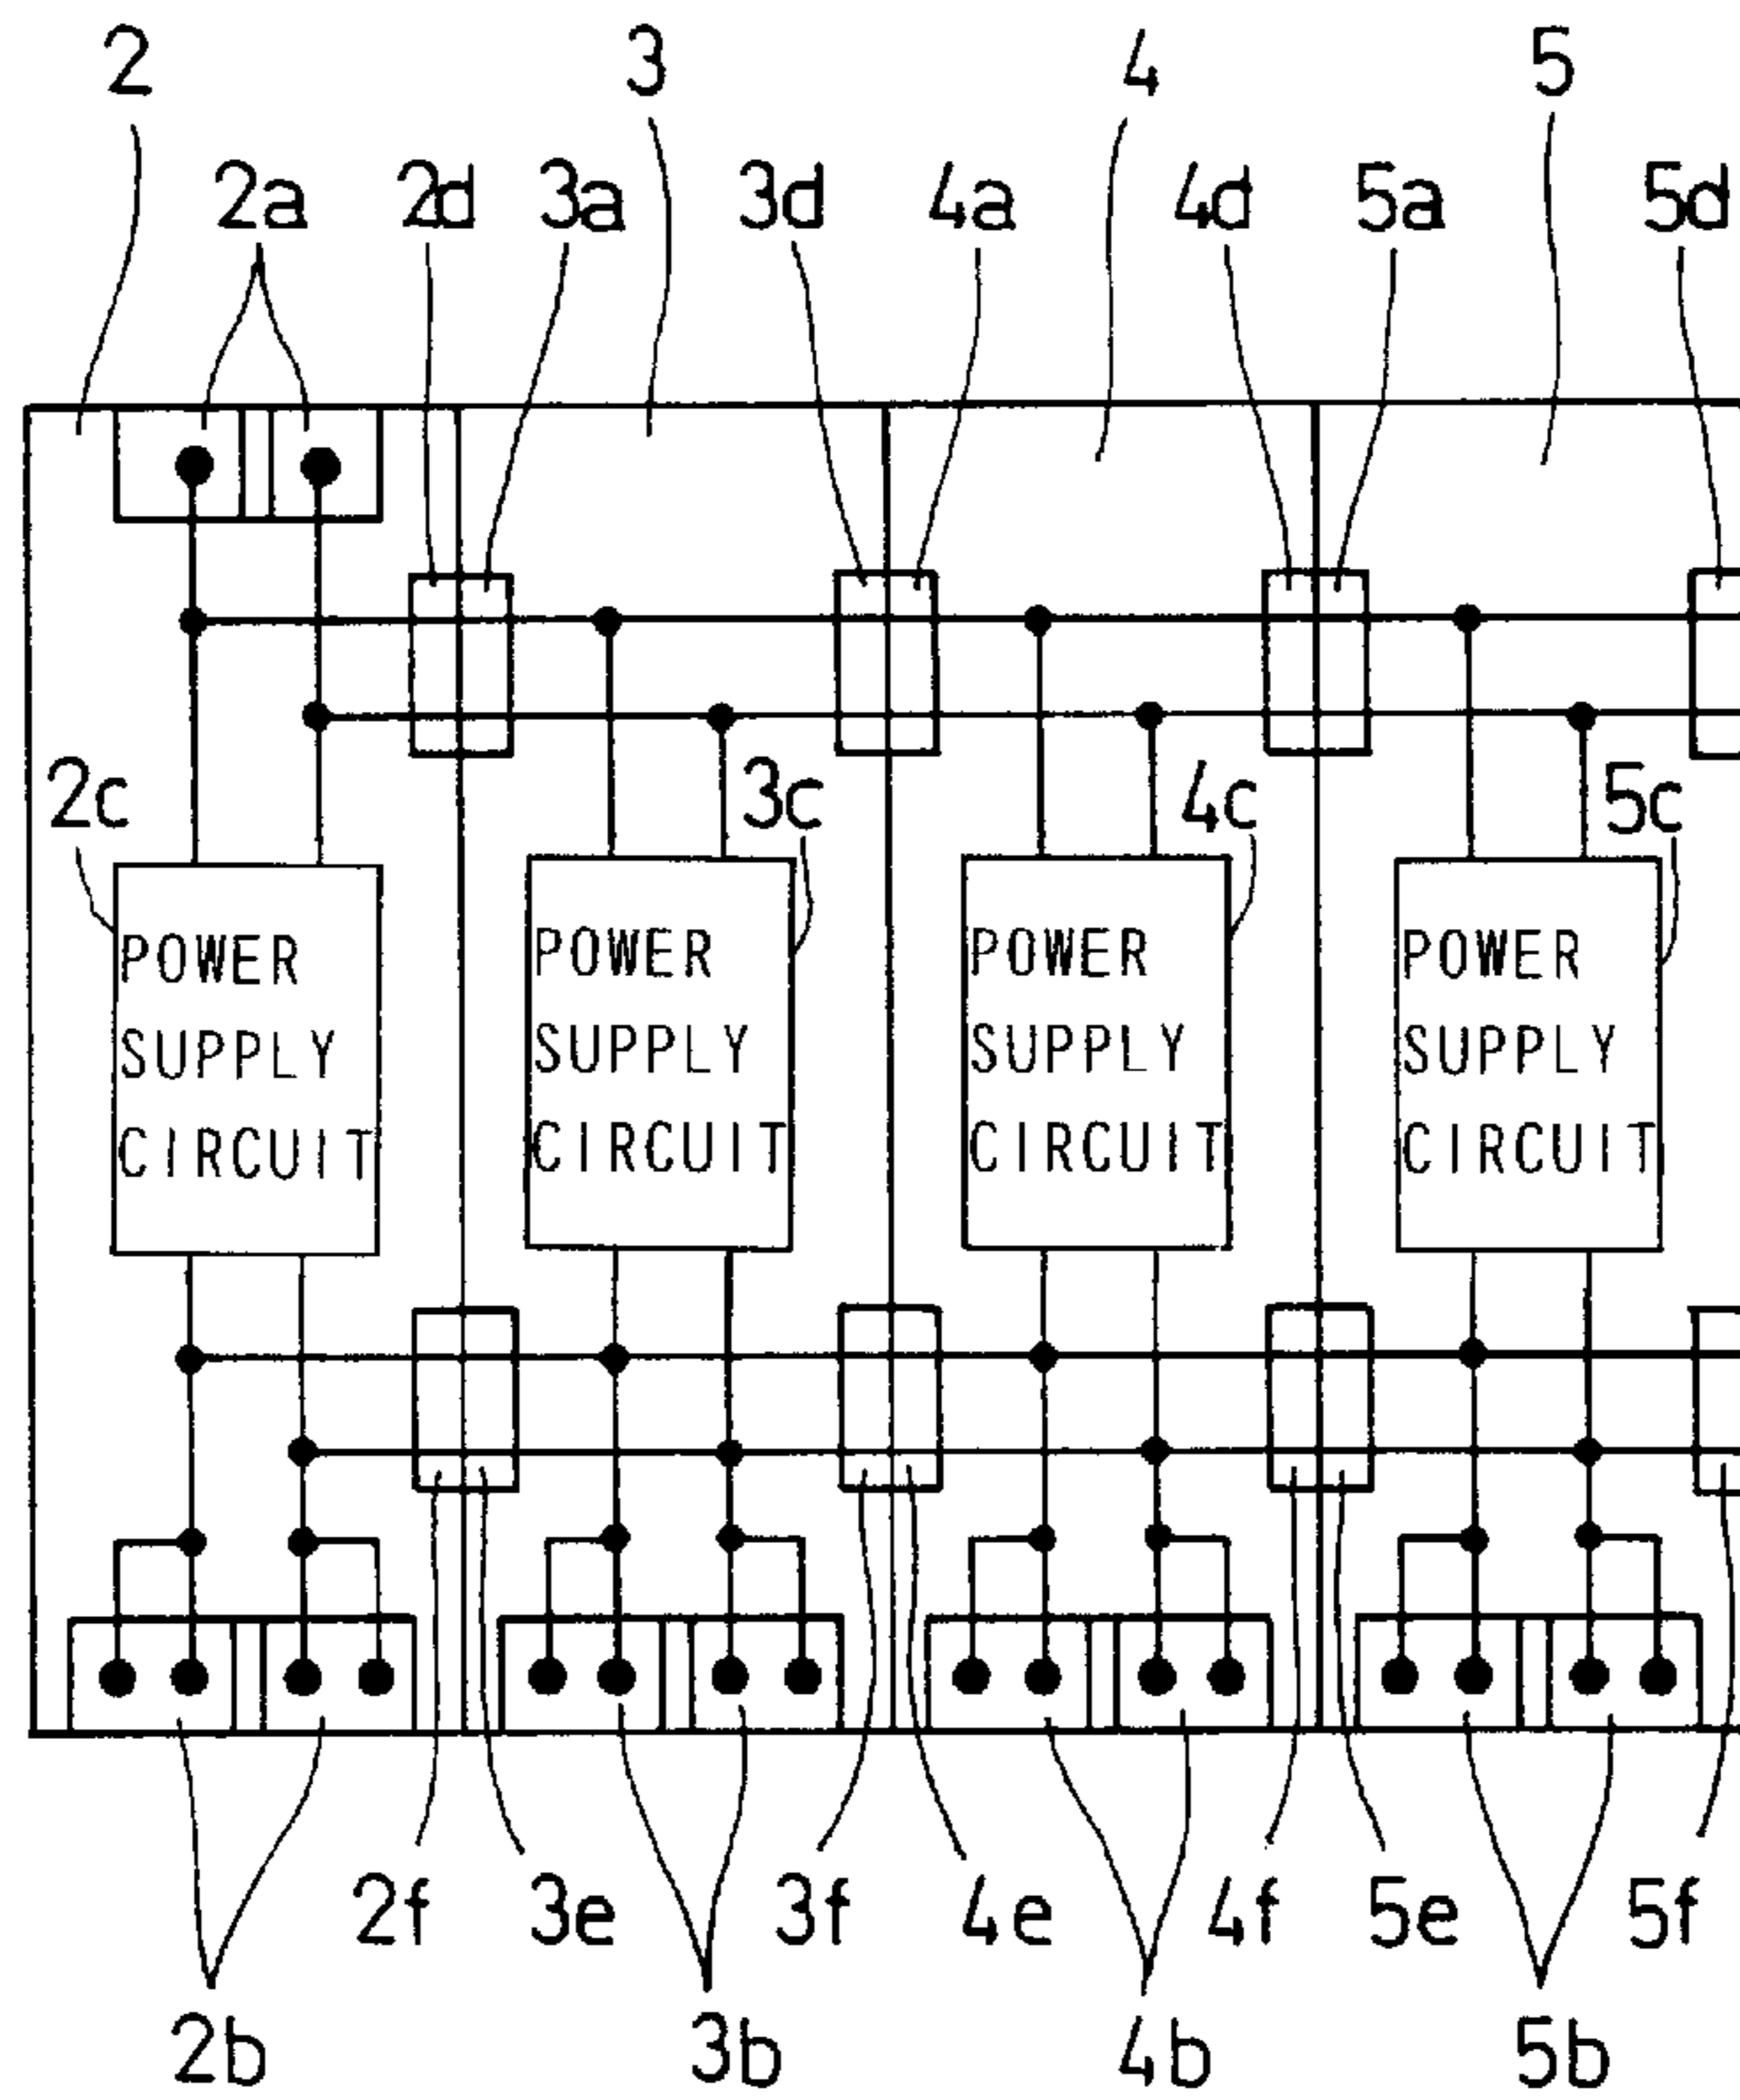 2 3 4 5
2a 2d 3a 3d 4a 4d 5a 5d
2c 3c 4c 5c
POWER POWER POWER POWER
SUPPLY SUPPLY SUPPLY SUPPLY
CIRCUIT CIRCUIT CIRCUIT CIRCUIT
2f 3e 3f 4e 4f 5e 5f
2b 3b 4b 5b